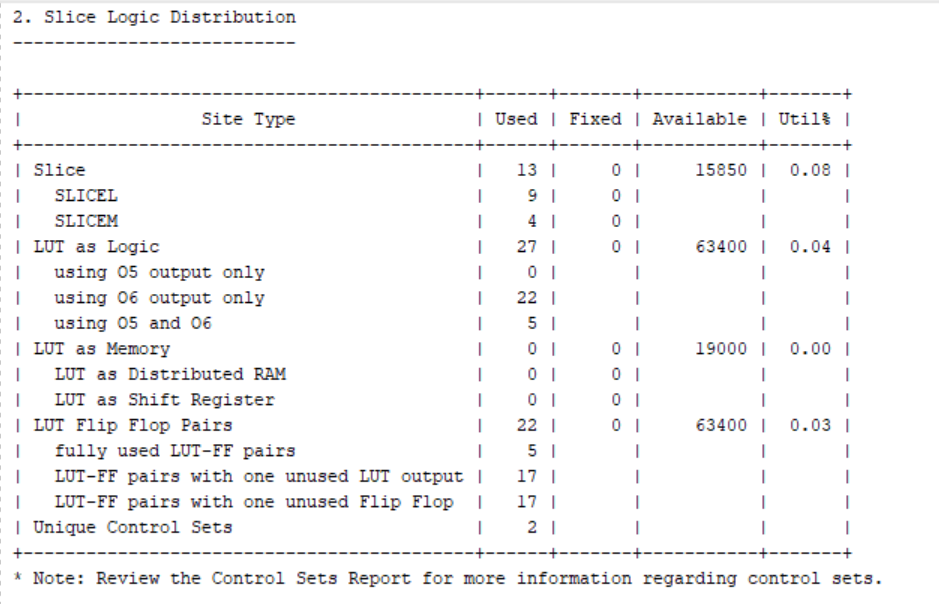 2. Slice Logic Distribution
---------------------------
+-------------------------------------------+------+-------+-----------+-------+
|                 Site Type                 | Used | Fixed | Available | Util% |
+-------------------------------------------+------+-------+-----------+-------+
| Slice                                     |   13 |     0 |     15850 |  0.08 |
|   SLICEL                                  |    9 |     0 |           |       |
|   SLICEM                                  |    4 |     0 |           |       |
| LUT as Logic                              |   27 |     0 |     63400 |  0.04 |
|   using O5 output only                    |    0 |       |           |       |
|   using O6 output only                    |   22 |       |           |       |
|   using O5 and O6                         |    5 |       |           |       |
| LUT as Memory                             |    0 |     0 |     19000 |  0.00 |
|   LUT as Distributed RAM                  |    0 |     0 |           |       |
|   LUT as Shift Register                   |    0 |     0 |           |       |
| LUT Flip Flop Pairs                       |   22 |     0 |     63400 |  0.03 |
|   fully used LUT-FF pairs                 |    5 |       |           |       |
|   LUT-FF pairs with one unused LUT output |   17 |       |           |       |
|   LUT-FF pairs with one unused Flip Flop  |   17 |       |           |       |
| Unique Control Sets                       |    2 |       |           |       |
+-------------------------------------------+------+-------+-----------+-------+
* Note: Review the Control Sets Report for more information regarding control sets.